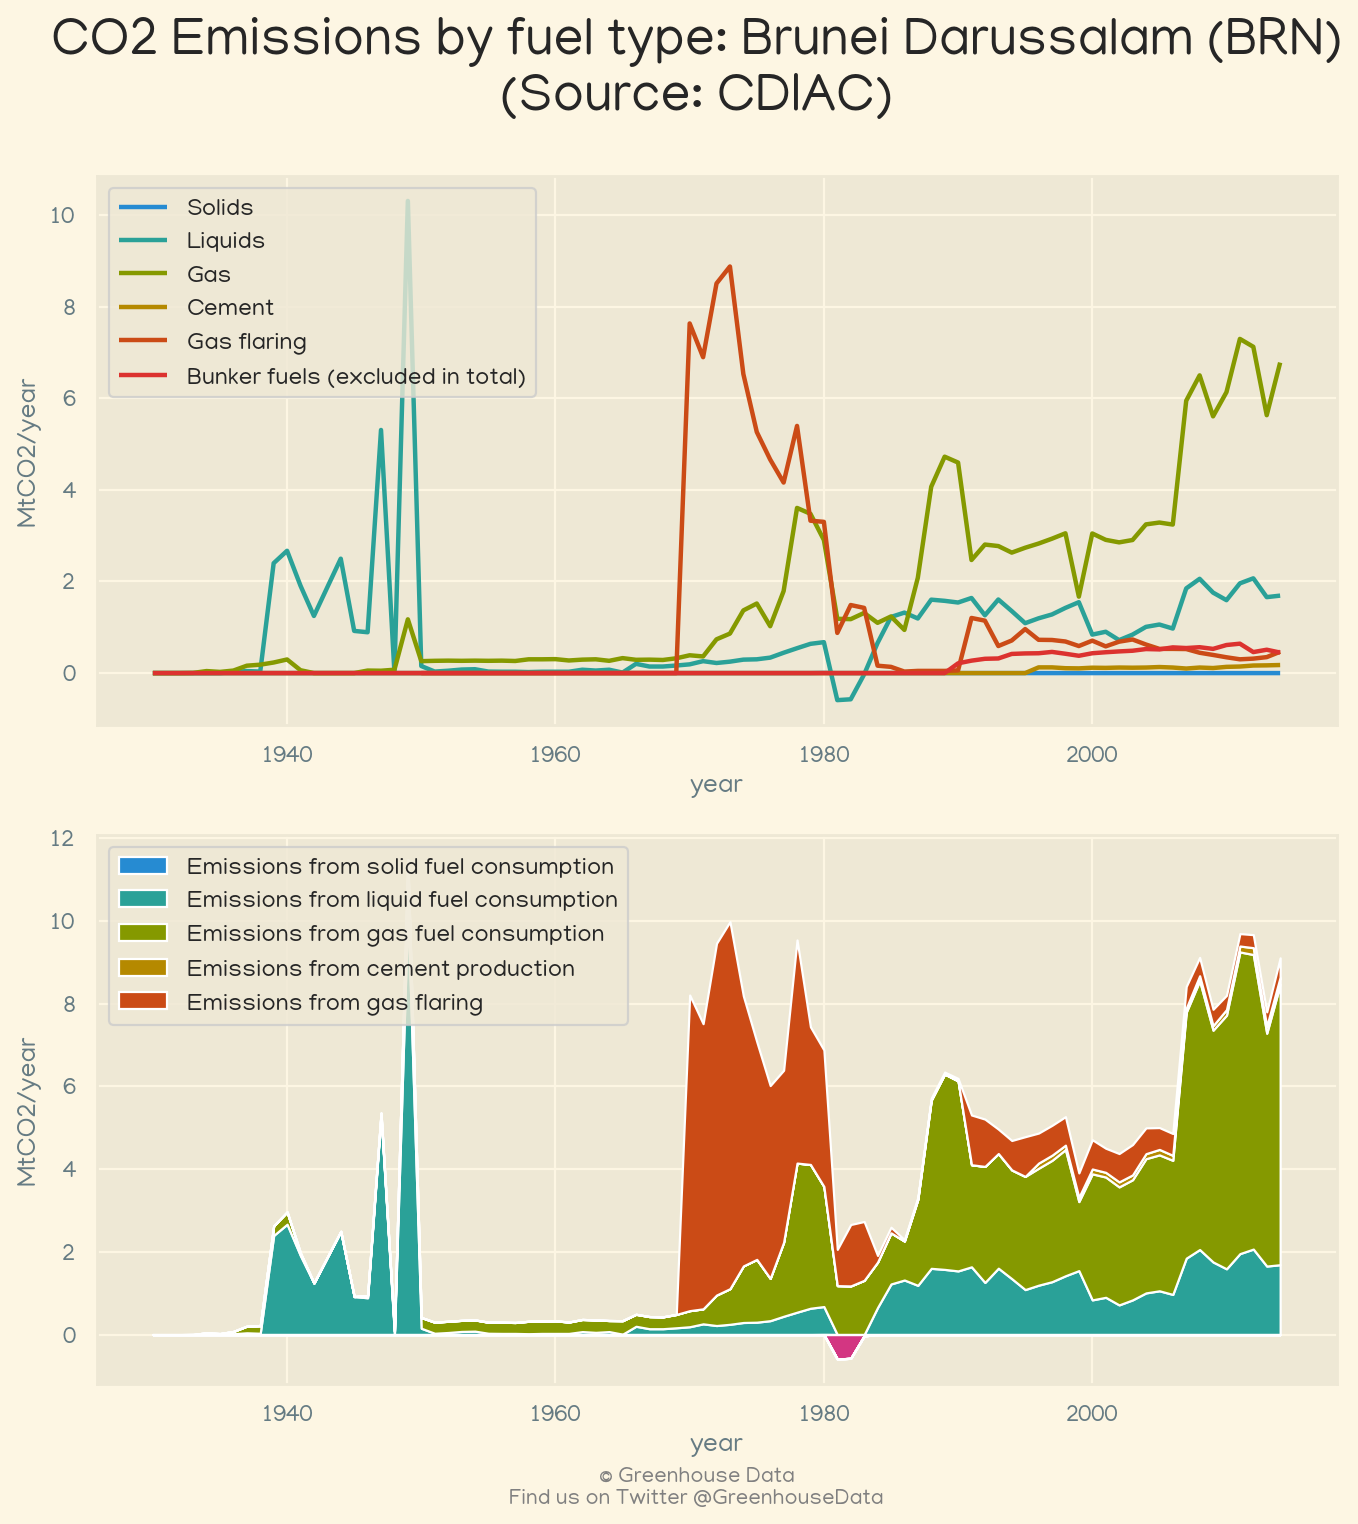 CO2 Emissions by fuel type: Brunei Darussalam (BRN)
(Source: CDIAC)
Solids
Liquids
Gas
Cement
Gas flaring
Bunker fuels (excluded in total)
MtCO2/year
10
8
6
4
2
0
1940 1960 1980 2000
year
Emissions from solid fuel consumption
Emissions from liquid fuel consumption
Emissions from gas fuel consumption
Emissions from cement production
Emissions from gas flaring
MtCO2/year
12
10
8
6
4
2
0
1940 1960 1980 2000
year
© Greenhouse Data
Find us on Twitter @GreenhouseData